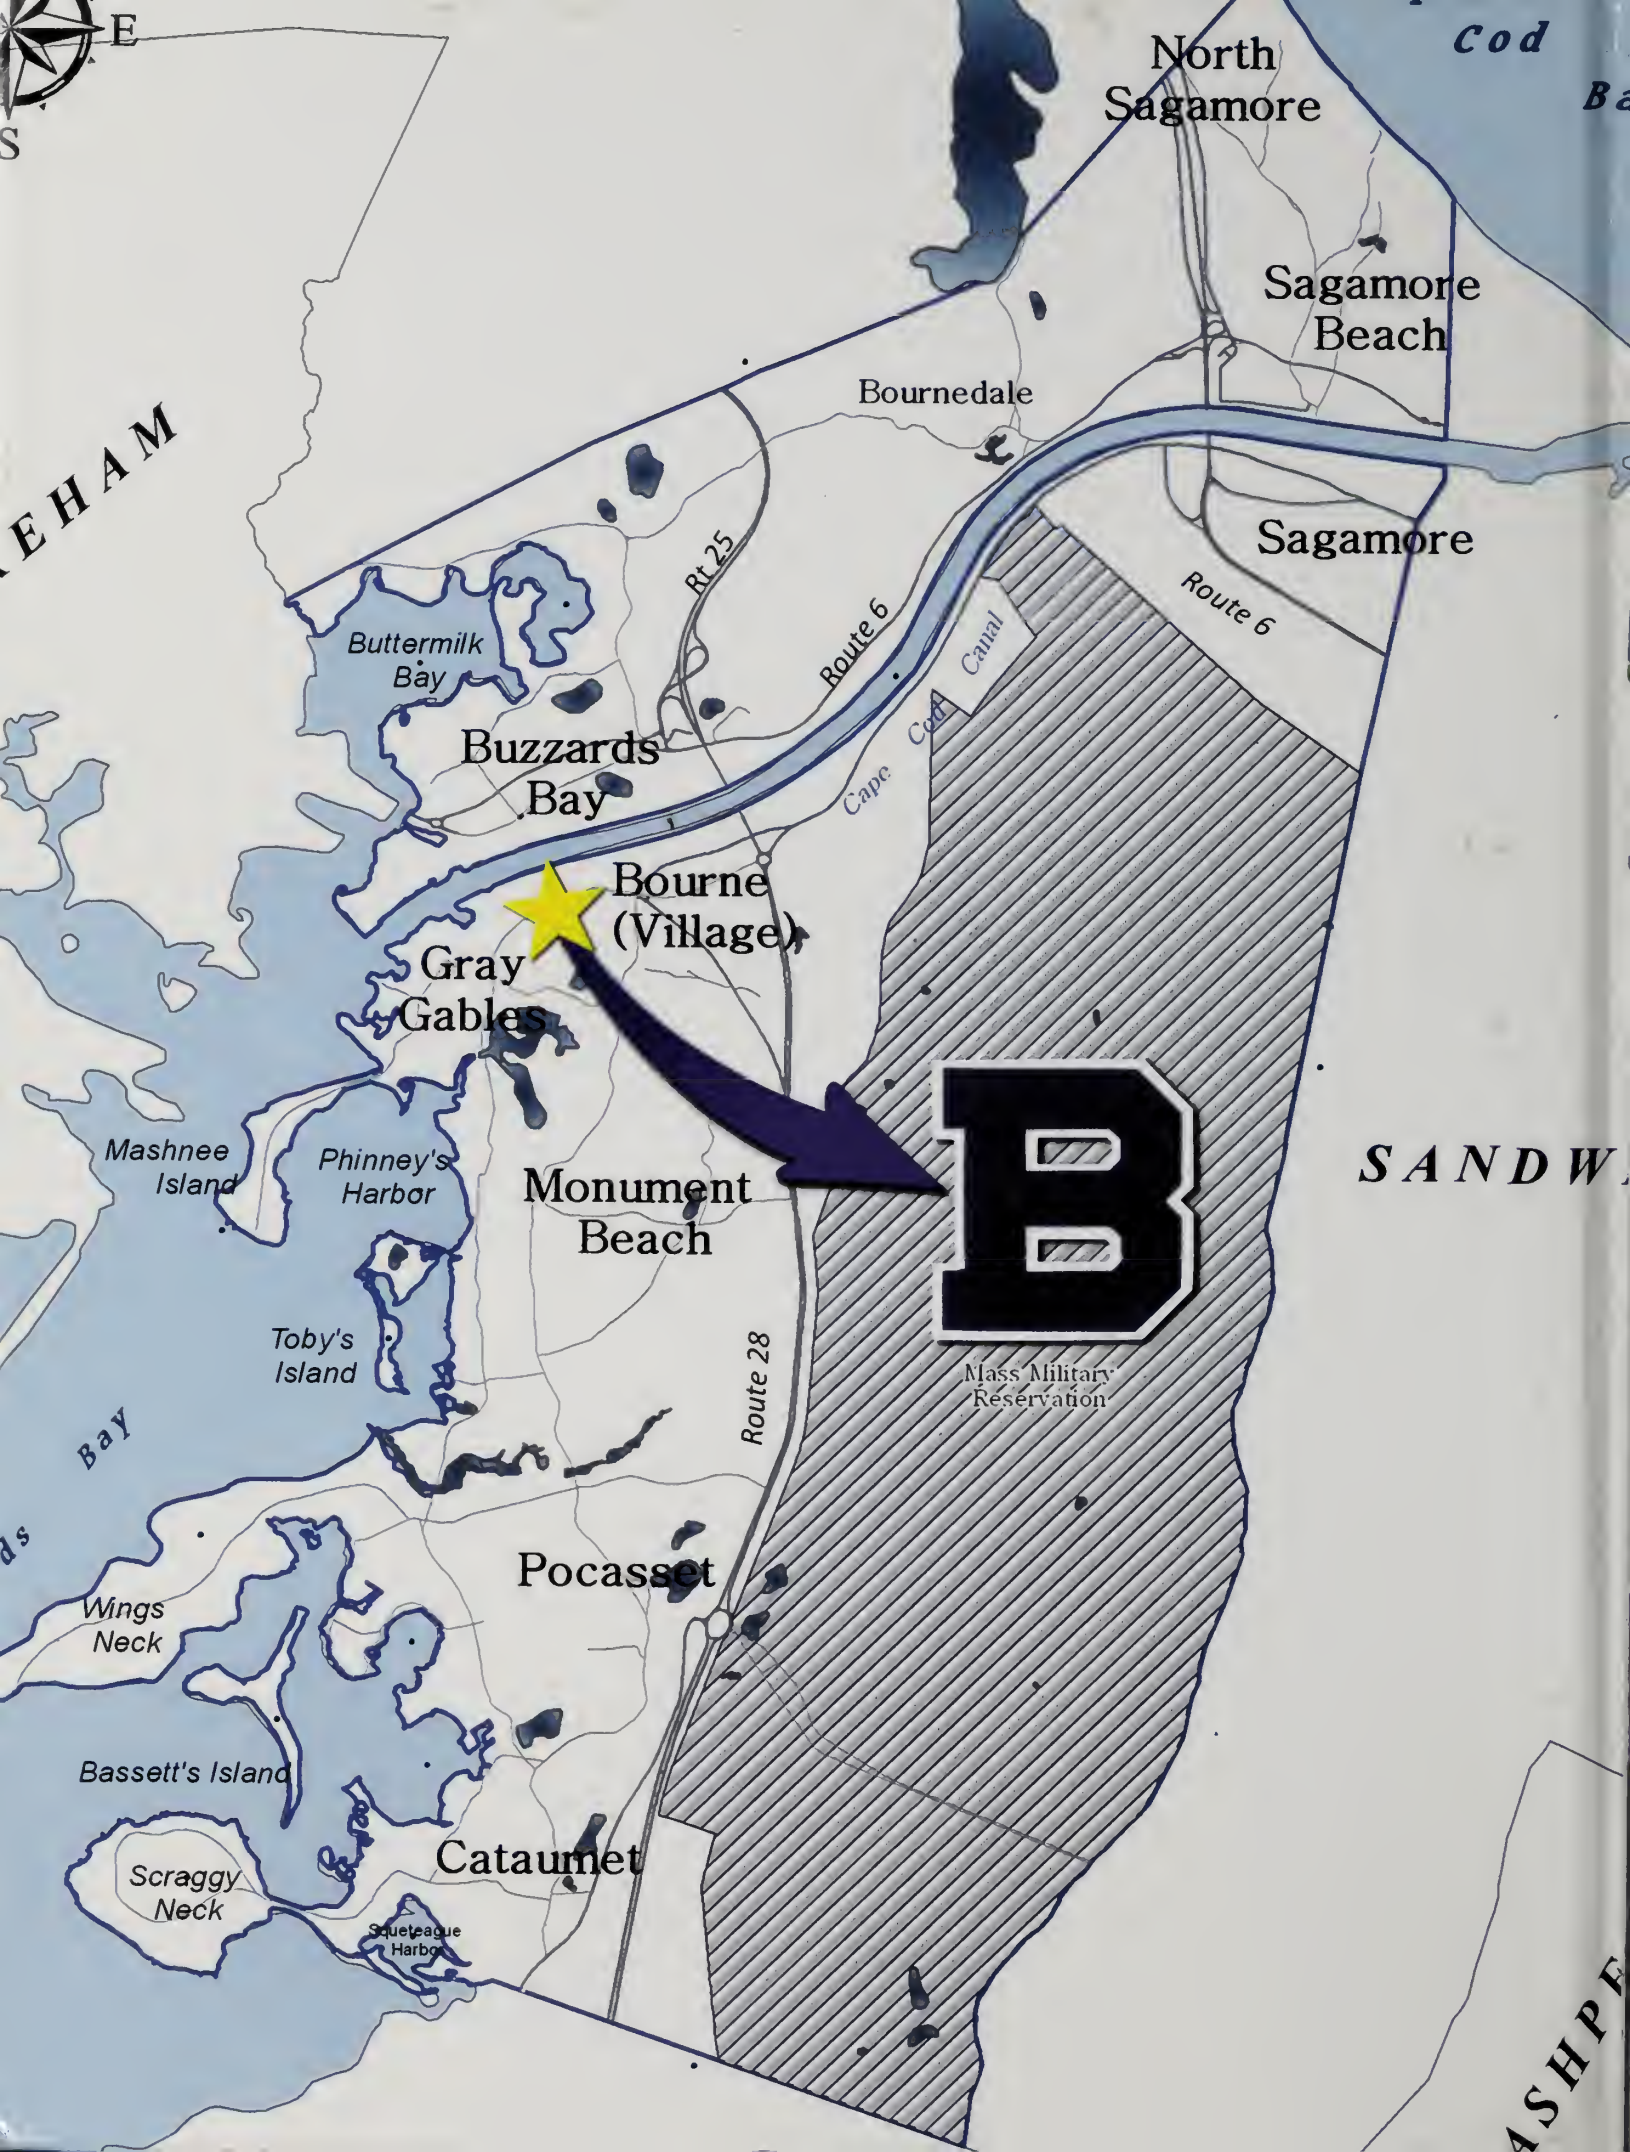 E
S
Cod
Ba
North
Sagamore
Sagamore
Beach
Bournedale
EHAM
Sagamore
Rt 25
Route 6
Route 6
Buttermilk
Bay
Canal
Cod
Cape
Buzzards
Bay
Bourne
(Village)
Gray
Gables
B
Mashnee
Island
Phinney's
Harbor
Monument
Beach
SANDW
Toby's
Island
Route 28
Mass Military
Reservation
Bay
ds
Pocasset
Wings
Neck
Bassett's Island
Cataumet
Scraggy
Neck
Squeteague
Harbor
ASHPE